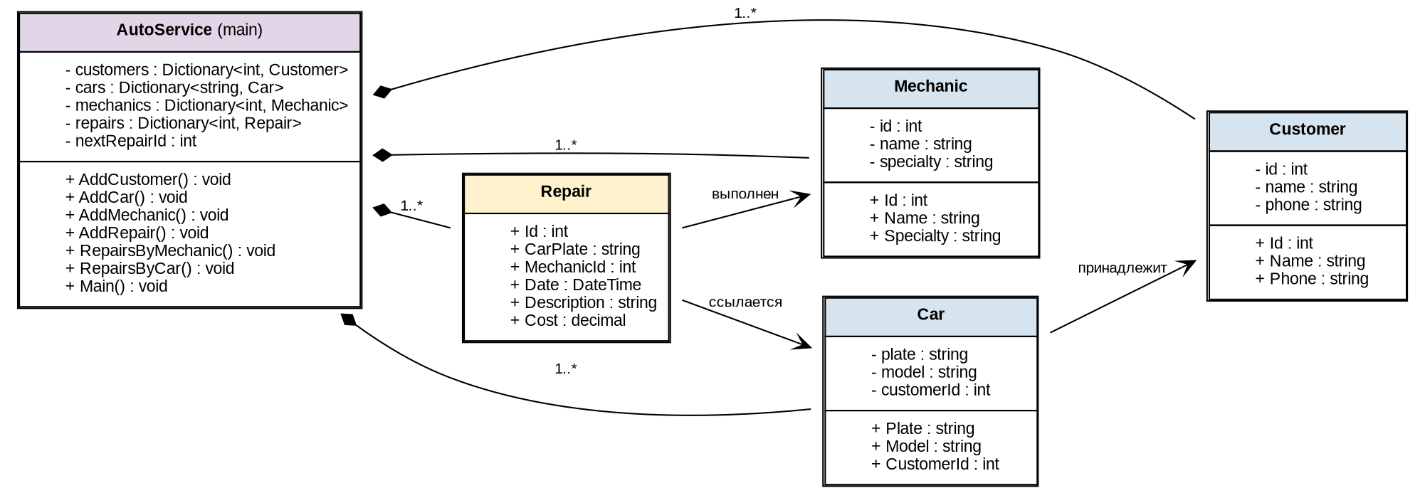 AutoService (main)
- customers : Dictionary<int, Customer>
- cars : Dictionary<string, Car>
- mechanics : Dictionary<int, Mechanic>
- repairs : Dictionary<int, Repair>
- nextRepairId : int
+ AddCustomer() : void
+ AddCar() : void
+ AddMechanic() : void
+ AddRepair() : void
+ RepairsByMechanic() : void
+ RepairsByCar() : void
+ Main() : void
1..*
1..*
1..*
1..*
Repair
+ Id : int
+ CarPlate : string
+ MechanicId : int
+ Date : DateTime
+ Description : string
+ Cost : decimal
выполнен
ссылается
Mechanic
- id : int
- name : string
- specialty : string
+ Id : int
+ Name : string
+ Specialty : string
Car
- plate : string
- model : string
- customerId : int
+ Plate : string
+ Model : string
+ CustomerId : int
принадлежит
Customer
- id : int
- name : string
- phone : string
+ Id : int
+ Name : string
+ Phone : string